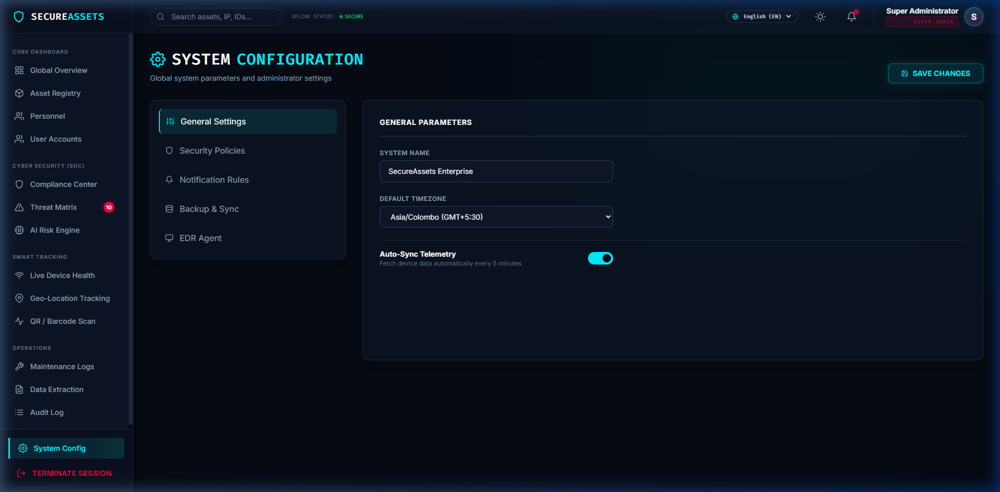 SECUREASSETS
Search assets, IP, IDs...
UPLINK STATUS: SECURE
English (EN)
Super Administrator
SUPER ADMIN
S
CORE DASHBOARD
Global Overview
Asset Registry
Personnel
User Accounts
CYBER SECURITY (SOC)
Compliance Center
Threat Matrix 10
AI Risk Engine
SMART TRACKING
Live Device Health
Geo-Location Tracking
QR / Barcode Scan
OPERATIONS
Maintenance Logs
Data Extraction
Audit Log
System Config
TERMINATE SESSION
SYSTEM CONFIGURATION
Global system parameters and administrator settings
SAVE CHANGES
General Settings
Security Policies
Notification Rules
Backup & Sync
EDR Agent
GENERAL PARAMETERS
SYSTEM NAME
SecureAssets Enterprise
DEFAULT TIMEZONE
Asia/Colombo (GMT+5:30)
Auto-Sync Telemetry
Fetch device data automatically every 5 minutes